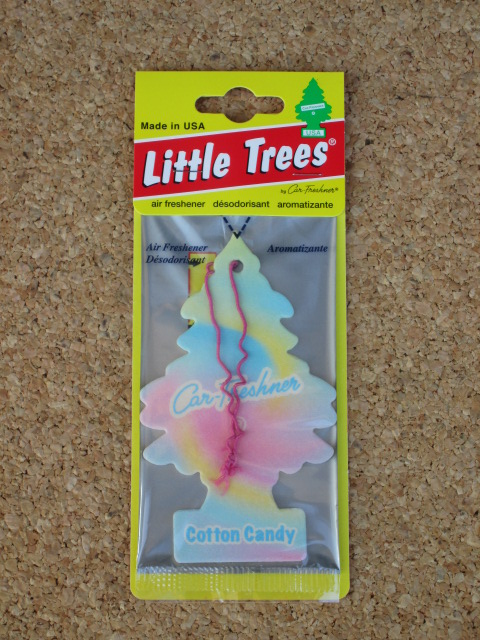 Made in USA
USA
Little Trees®
by Car-Freshner®
air freshener désodorisant aromatizante
Air Freshener Aromatizante
Désodorisant
Car-Freshner
Cotton Candy